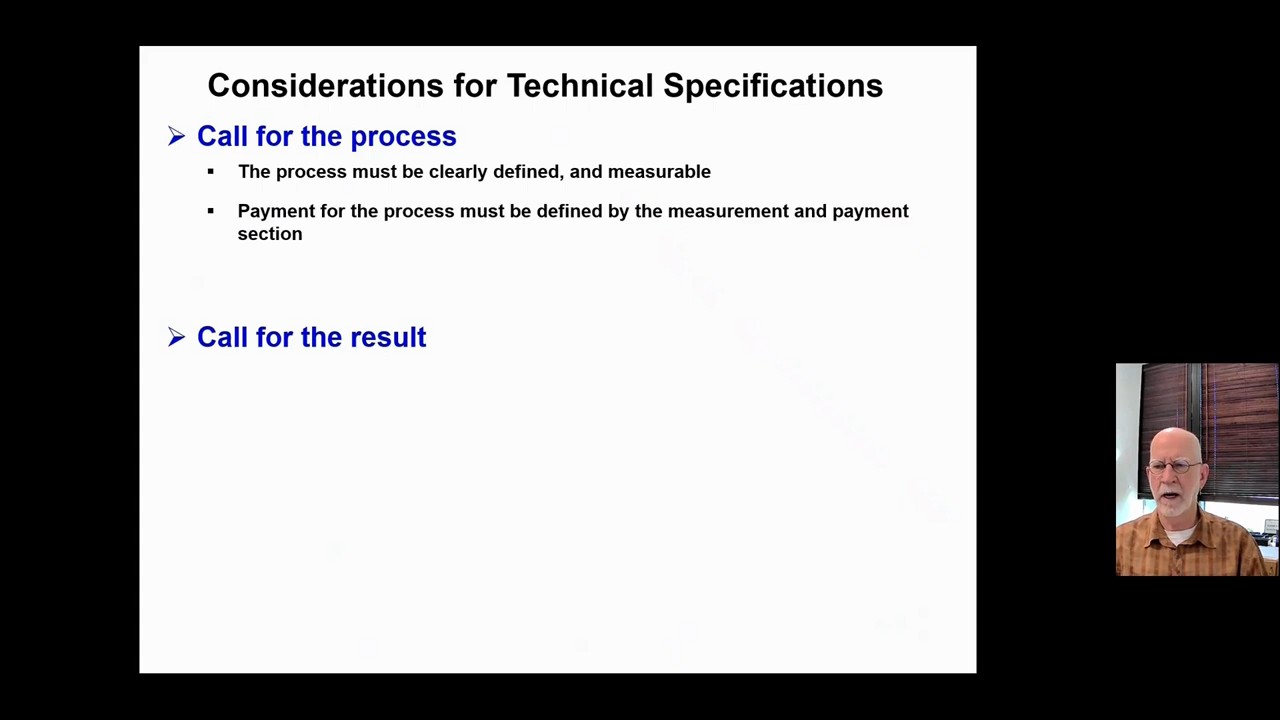 Considerations for Technical Specifications
Call for the process
The process must be clearly defined, and measurable
Payment for the process must be defined by the measurement and payment
section
Call for the result